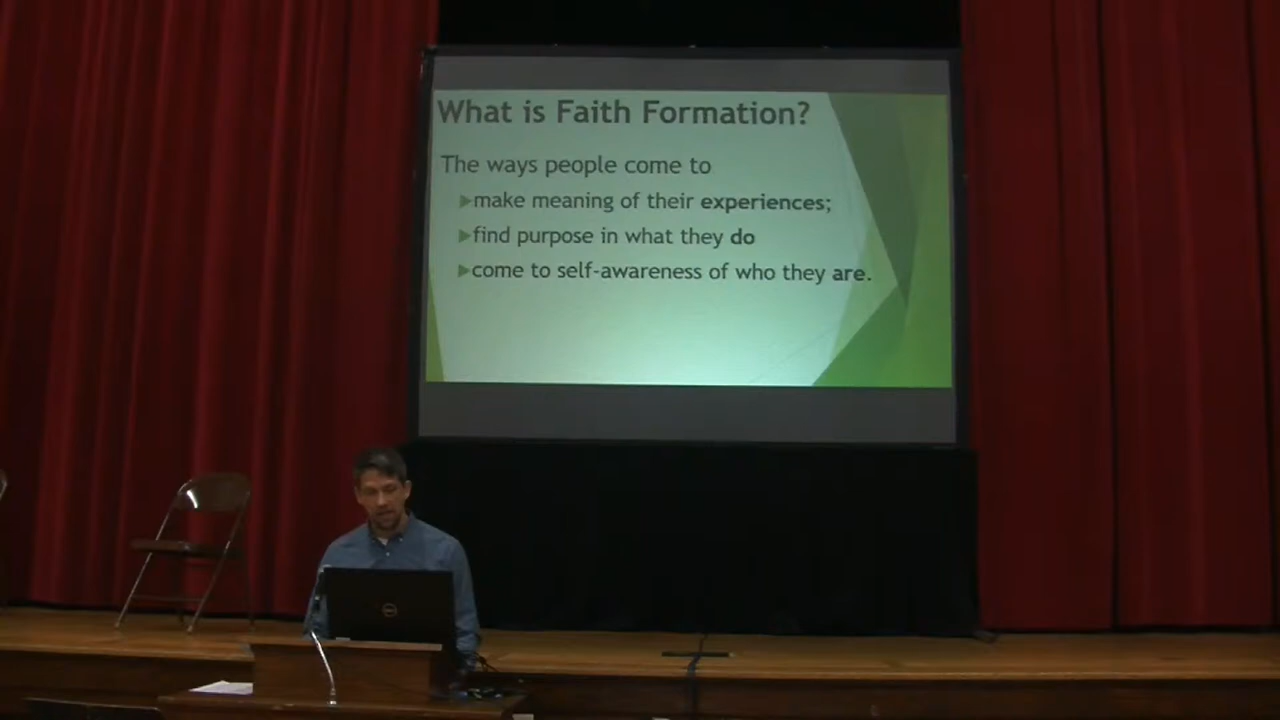 What is Faith Formation?
The ways people come to
make meaning of their experiences;
find purpose in what they do
come to self-awareness of who they are.